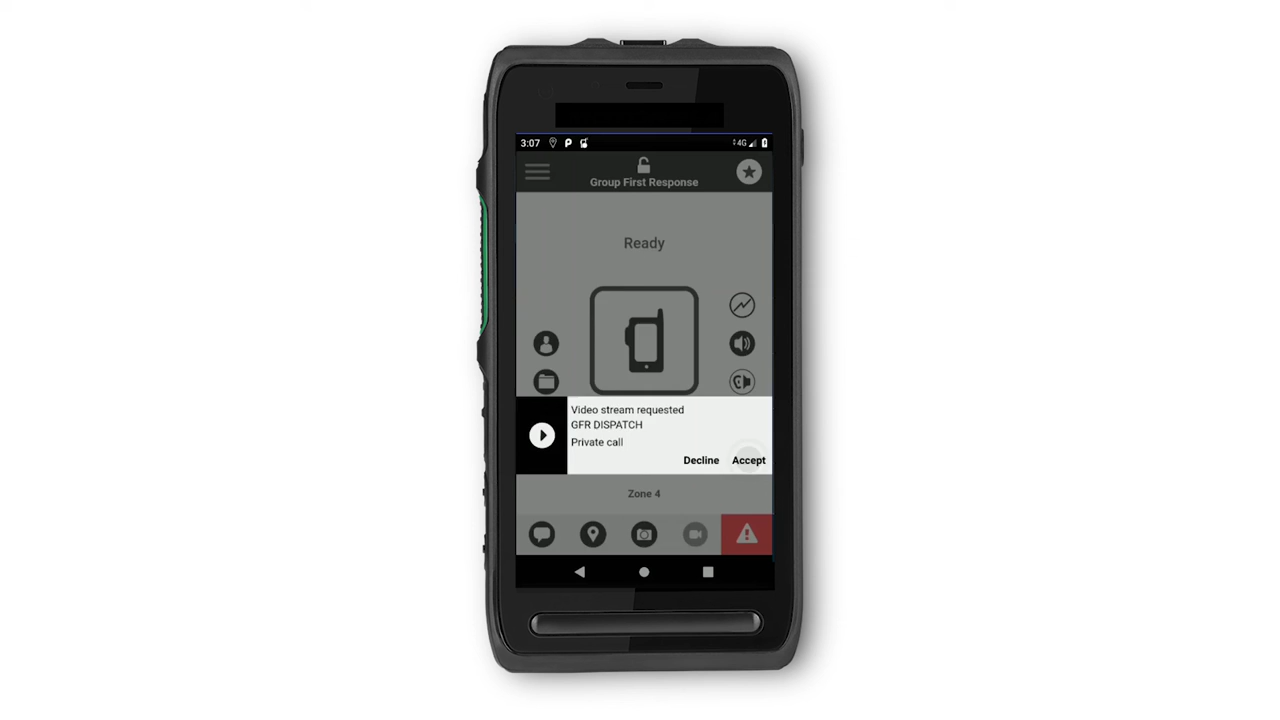 3:07
4G
Group First Response
Ready
Video stream requested
GFR DISPATCH
Private call
Decline Accept
Zone 4